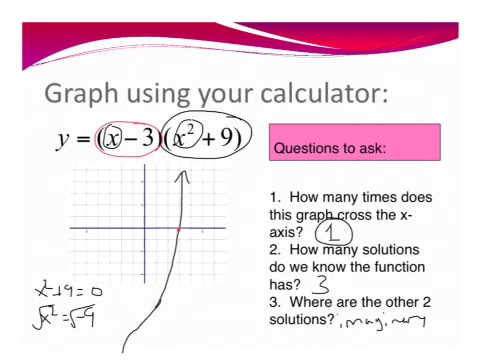 Graph using your calculator:
y = (x − 3)(x² + 9)
Questions to ask:
1. How many times does
this graph cross the x-
axis? 1
2. How many solutions
do we know the function
has? 3
3. Where are the other 2
solutions? imaginery
x²+9=0
√x²=√-9